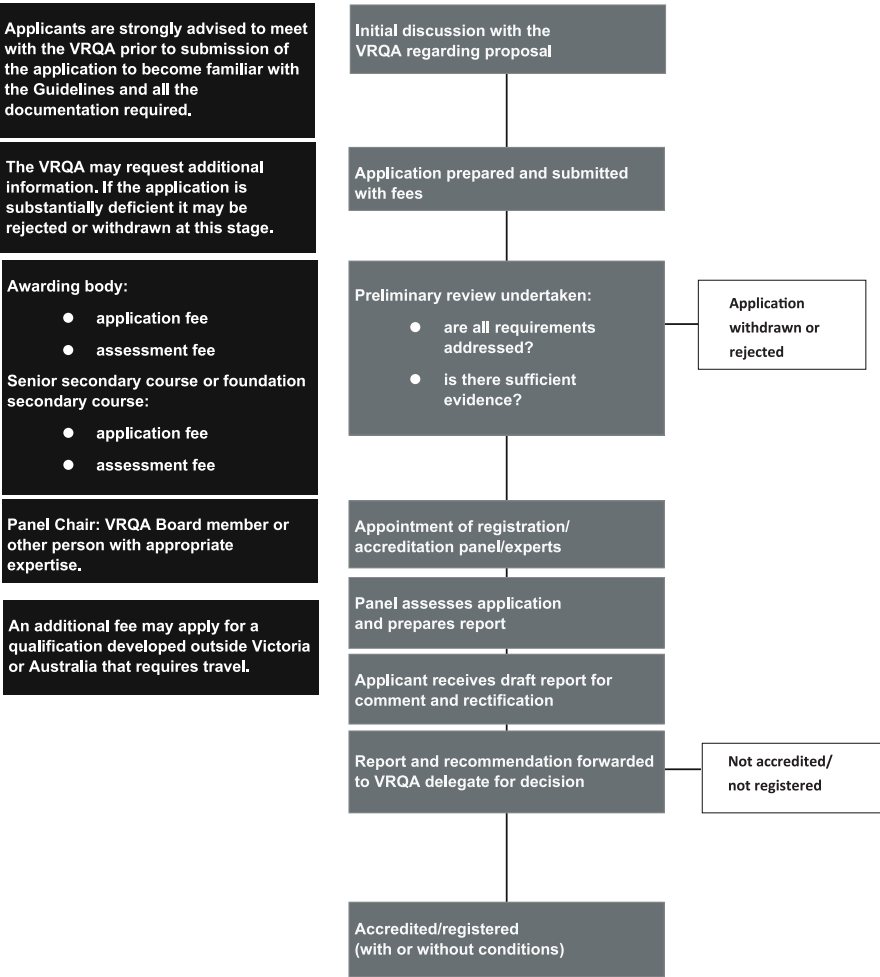 Applicants are strongly advised to meet
with the VRQA prior to submission of
the application to become familiar with
the Guidelines and all the
documentation required.
The VRQA may request additional
information. If the application is
substantially deficient it may be
rejected or withdrawn at this stage.
Awarding body:
● application fee
● assessment fee
Senior secondary course or foundation
secondary course:
● application fee
● assessment fee
Panel Chair: VRQA Board member or
other person with appropriate
expertise.
An additional fee may apply for a
qualification developed outside Victoria
or Australia that requires travel.
Initial discussion with the
VRQA regarding proposal
Application prepared and submitted
with fees
Preliminary review undertaken:
● are all requirements
addressed?
● is there sufficient
evidence?
Application
withdrawn or
rejected
Appointment of registration/
accreditation panel/experts
Panel assesses application
and prepares report
Applicant receives draft report for
comment and rectification
Report and recommendation forwarded
to VRQA delegate for decision
Not accredited/
not registered
Accredited/registered
(with or without conditions)